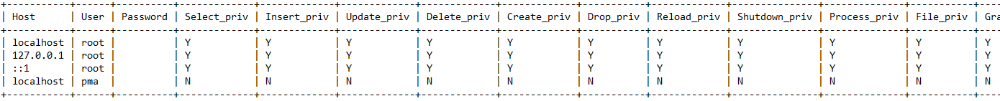 | Host | User | Password | Select_priv | Insert_priv | Update_priv | Delete_priv | Create_priv | Drop_priv | Reload_priv | Shutdown_priv | Process_priv | File_priv | Gra
| localhost | root | | Y | Y | Y | Y | Y | Y | Y | Y | Y | Y | Y
| 127.0.0.1 | root | | Y | Y | Y | Y | Y | Y | Y | Y | Y | Y | Y
| ::1 | root | | Y | Y | Y | Y | Y | Y | Y | Y | Y | Y | Y
| localhost | pma | | N | N | N | N | N | N | N | N | N | N | N